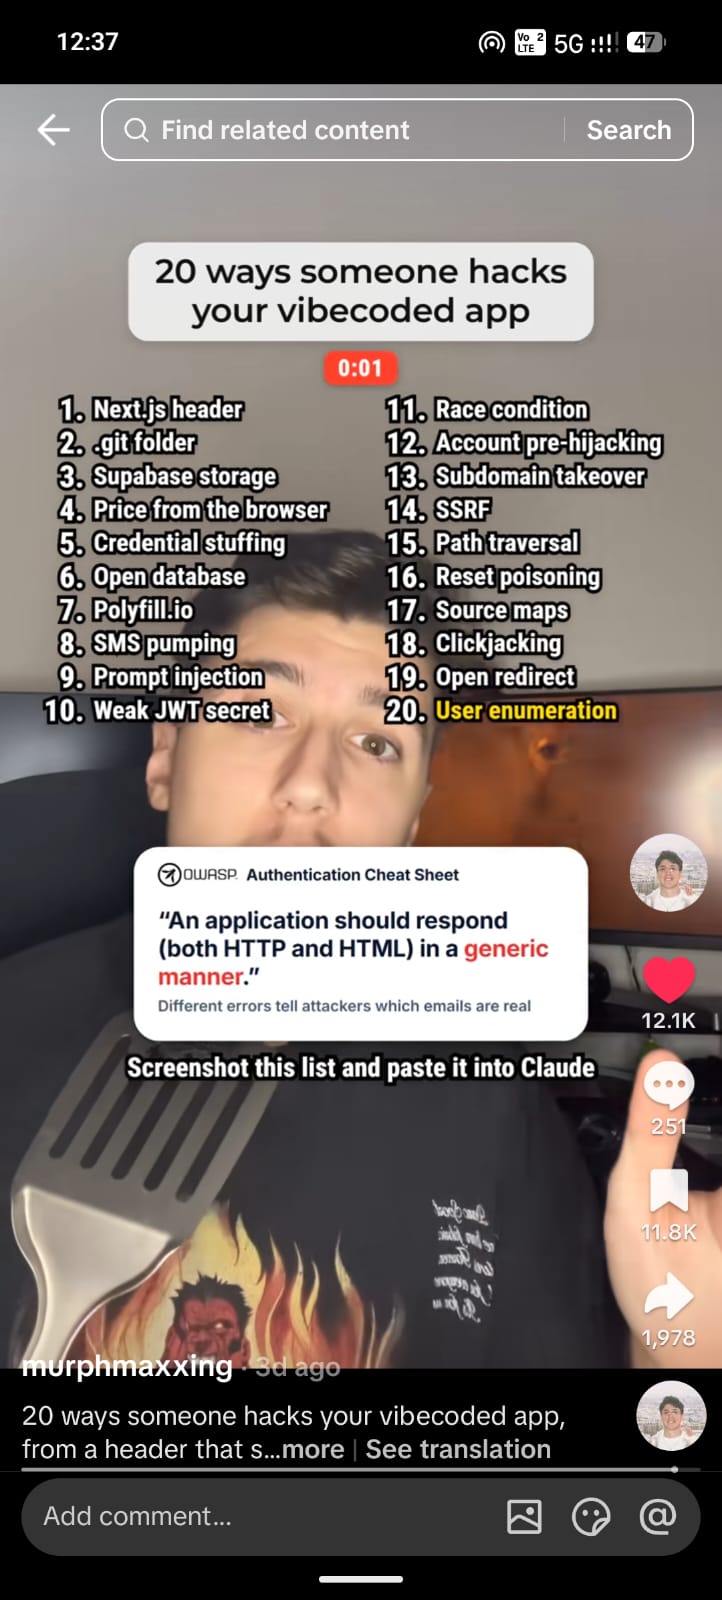 12:37
Vo 2
LTE
5G
47
Find related content
Search
20 ways someone hacks
your vibecoded app
0:01
1. Next.js header
2. .git folder
3. Supabase storage
4. Price from the browser
5. Credential stuffing
6. Open database
7. Polyfill.io
8. SMS pumping
9. Prompt injection
10. Weak JWT secret
11. Race condition
12. Account pre-hijacking
13. Subdomain takeover
14. SSRF
15. Path traversal
16. Reset poisoning
17. Source maps
18. Clickjacking
19. Open redirect
20. User enumeration
OWASP. Authentication Cheat Sheet
“An application should respond
(both HTTP and HTML) in a generic
manner.”
Different errors tell attackers which emails are real
Screenshot this list and paste it into Claude
12.1K
251
11.8K
1,978
murphmaxxing · 3d ago
20 ways someone hacks your vibecoded app,
from a header that s...more | See translation
Add comment...